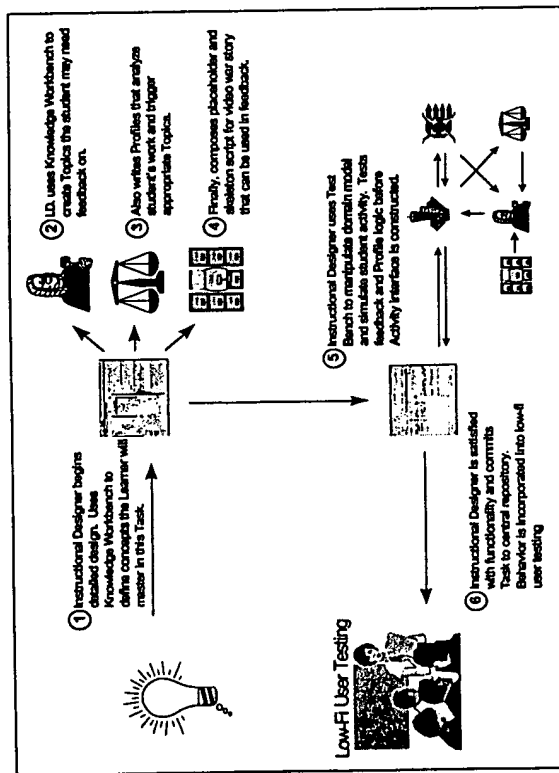 ① Instructional Designer begins
detailed design. Uses
Knowledge Workbench to
define concepts the Learner will
master in this Task.
② I.D. uses Knowledge Workbench to
create Topics the student may need
feedback on.
③ Also writes Profiles that analyze
student's work and trigger
appropriate Topics.
④ Finally, composes placeholder and
skeleton script for video war story
that can be used in feedback.
⑤ Instructional Designer uses Test
Bench to manipulate domain model
and simulate student activity. Tests
feedback and Profile logic before
Activity Interface is constructed.
⑥ Instructional Designer is satisfied
with functionality and commits
Task to central repository.
Behavior is incorporated into low-fi
user testing
Low-Fi User Testing